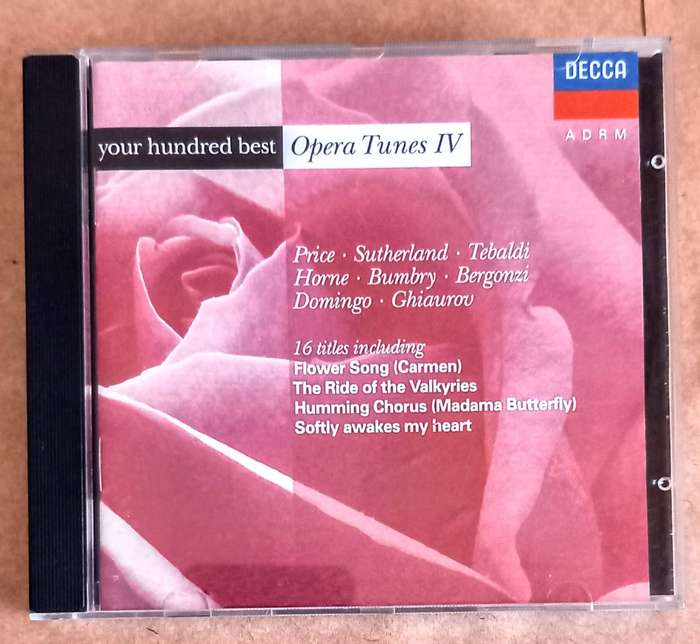 DECCA
ADRM
your hundred best Opera Tunes IV
Price · Sutherland · Tebaldi
Horne · Bumbry · Bergonzi
Domingo · Ghiaurov
16 titles including
Flower Song (Carmen)
The Ride of the Valkyries
Humming Chorus (Madama Butterfly)
Softly awakes my heart